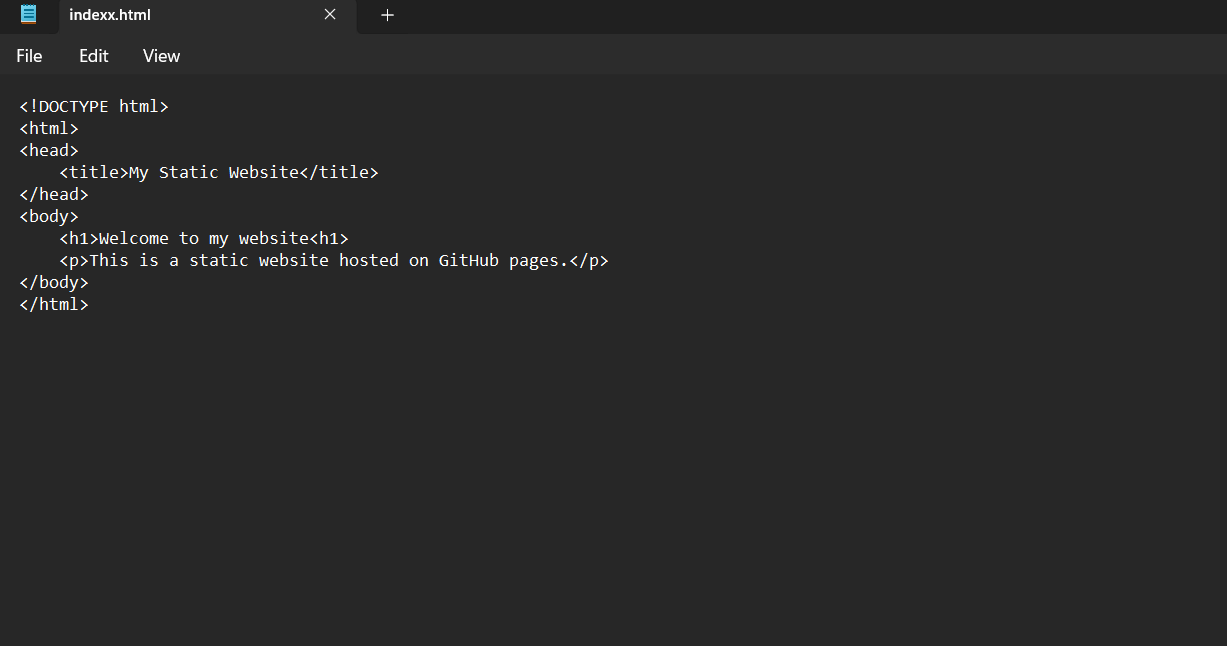 indexx.html
File Edit View
<!DOCTYPE html>
<html>
<head>
    <title>My Static Website</title>
</head>
<body>
    <h1>Welcome to my website<h1>
    <p>This is a static website hosted on GitHub pages.</p>
</body>
</html>